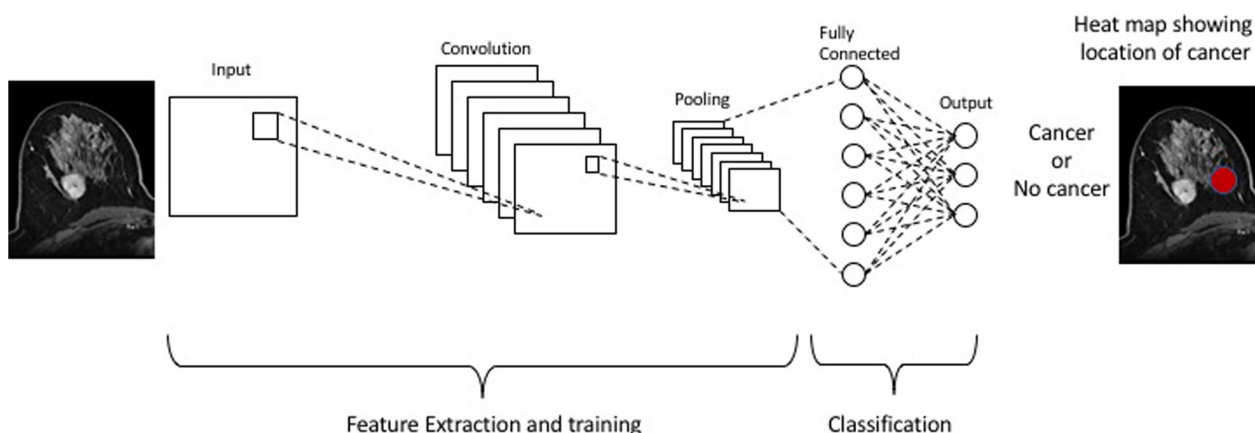 Input
Convolution
Pooling
Fully
Connected
Output
Cancer
or
No cancer
Heat map showing
location of cancer
Feature Extraction and training
Classification